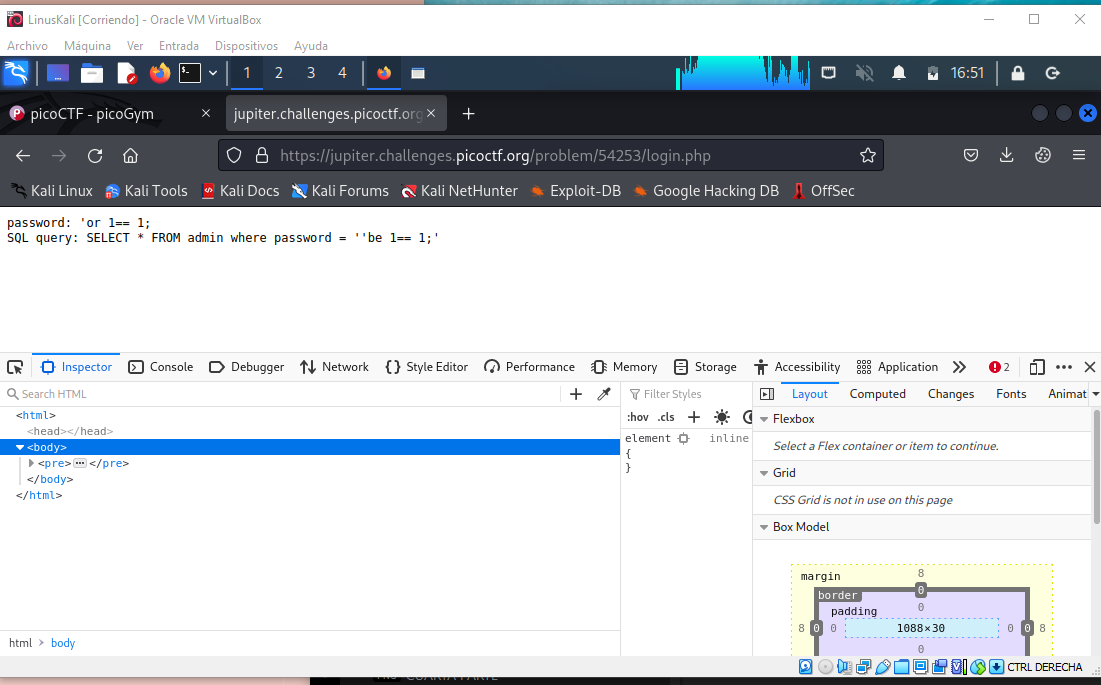 LinusKali [Corriendo] - Oracle VM VirtualBox
Archivo Máquina Ver Entrada Dispositivos Ayuda
1 2 3 4 16:51
picoCTF - picoGym jupiter.challenges.picoctf.org
https://jupiter.challenges.picoctf.org/problem/54253/login.php
Kali Linux Kali Tools Kali Docs Kali Forums Kali NetHunter Exploit-DB Google Hacking DB OffSec
password: 'or 1== 1;
SQL query: SELECT * FROM admin where password = ''be 1== 1;'
Inspector Console Debugger Network Style Editor Performance Memory Storage Accessibility Application 2
Search HTML Filter Styles Layout Computed Changes Fonts Animat
<html>
<head></head>
<body>
<pre> </pre>
</body>
</html>
:hov .cls
element inline
{
}
Flexbox
Select a Flex container or item to continue.
Grid
CSS Grid is not in use on this page
Box Model
margin 8
border 0
padding 0
8 0 0 1088×30 0 0 8
0
html > body
CTRL DERECHA